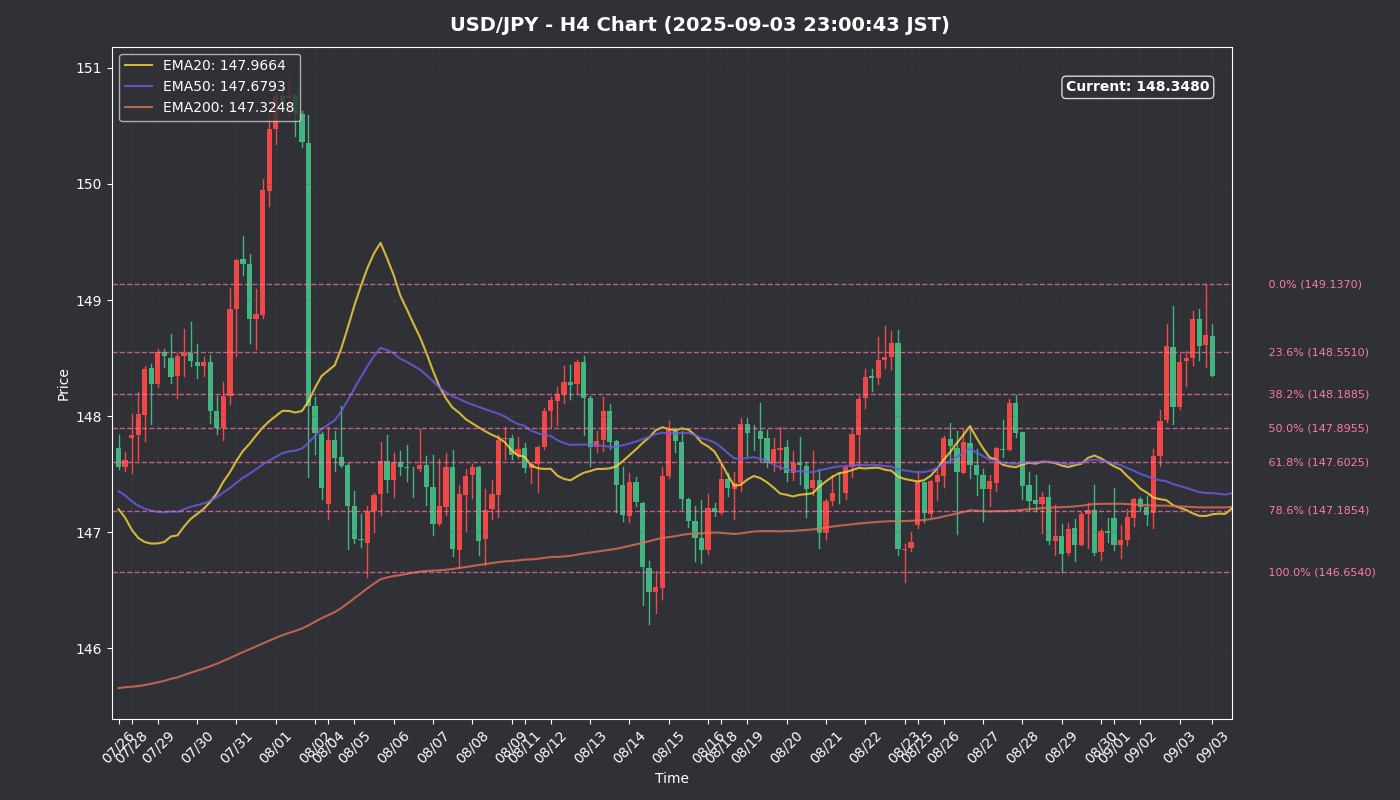 USD/JPY - H4 Chart (2025-09-03 23:00:43 JST)
EMA20: 147.9664
EMA50: 147.6793
EMA200: 147.3248
Current: 148.3480
Price
151
150
149
148
147
146
0.0% (149.1370)
23.6% (148.5510)
38.2% (148.1885)
50.0% (147.8955)
61.8% (147.6025)
78.6% (147.1854)
100.0% (146.6540)
07/26 07/28 07/29 07/30 07/31 08/01 08/02 08/04 08/05 08/06 08/07 08/08 08/09 08/11 08/12 08/13 08/14 08/15 08/16 08/18 08/19 08/20 08/21 08/22 08/23 08/25 08/26 08/27 08/28 08/29 08/30 09/01 09/02 09/03 09/03
Time